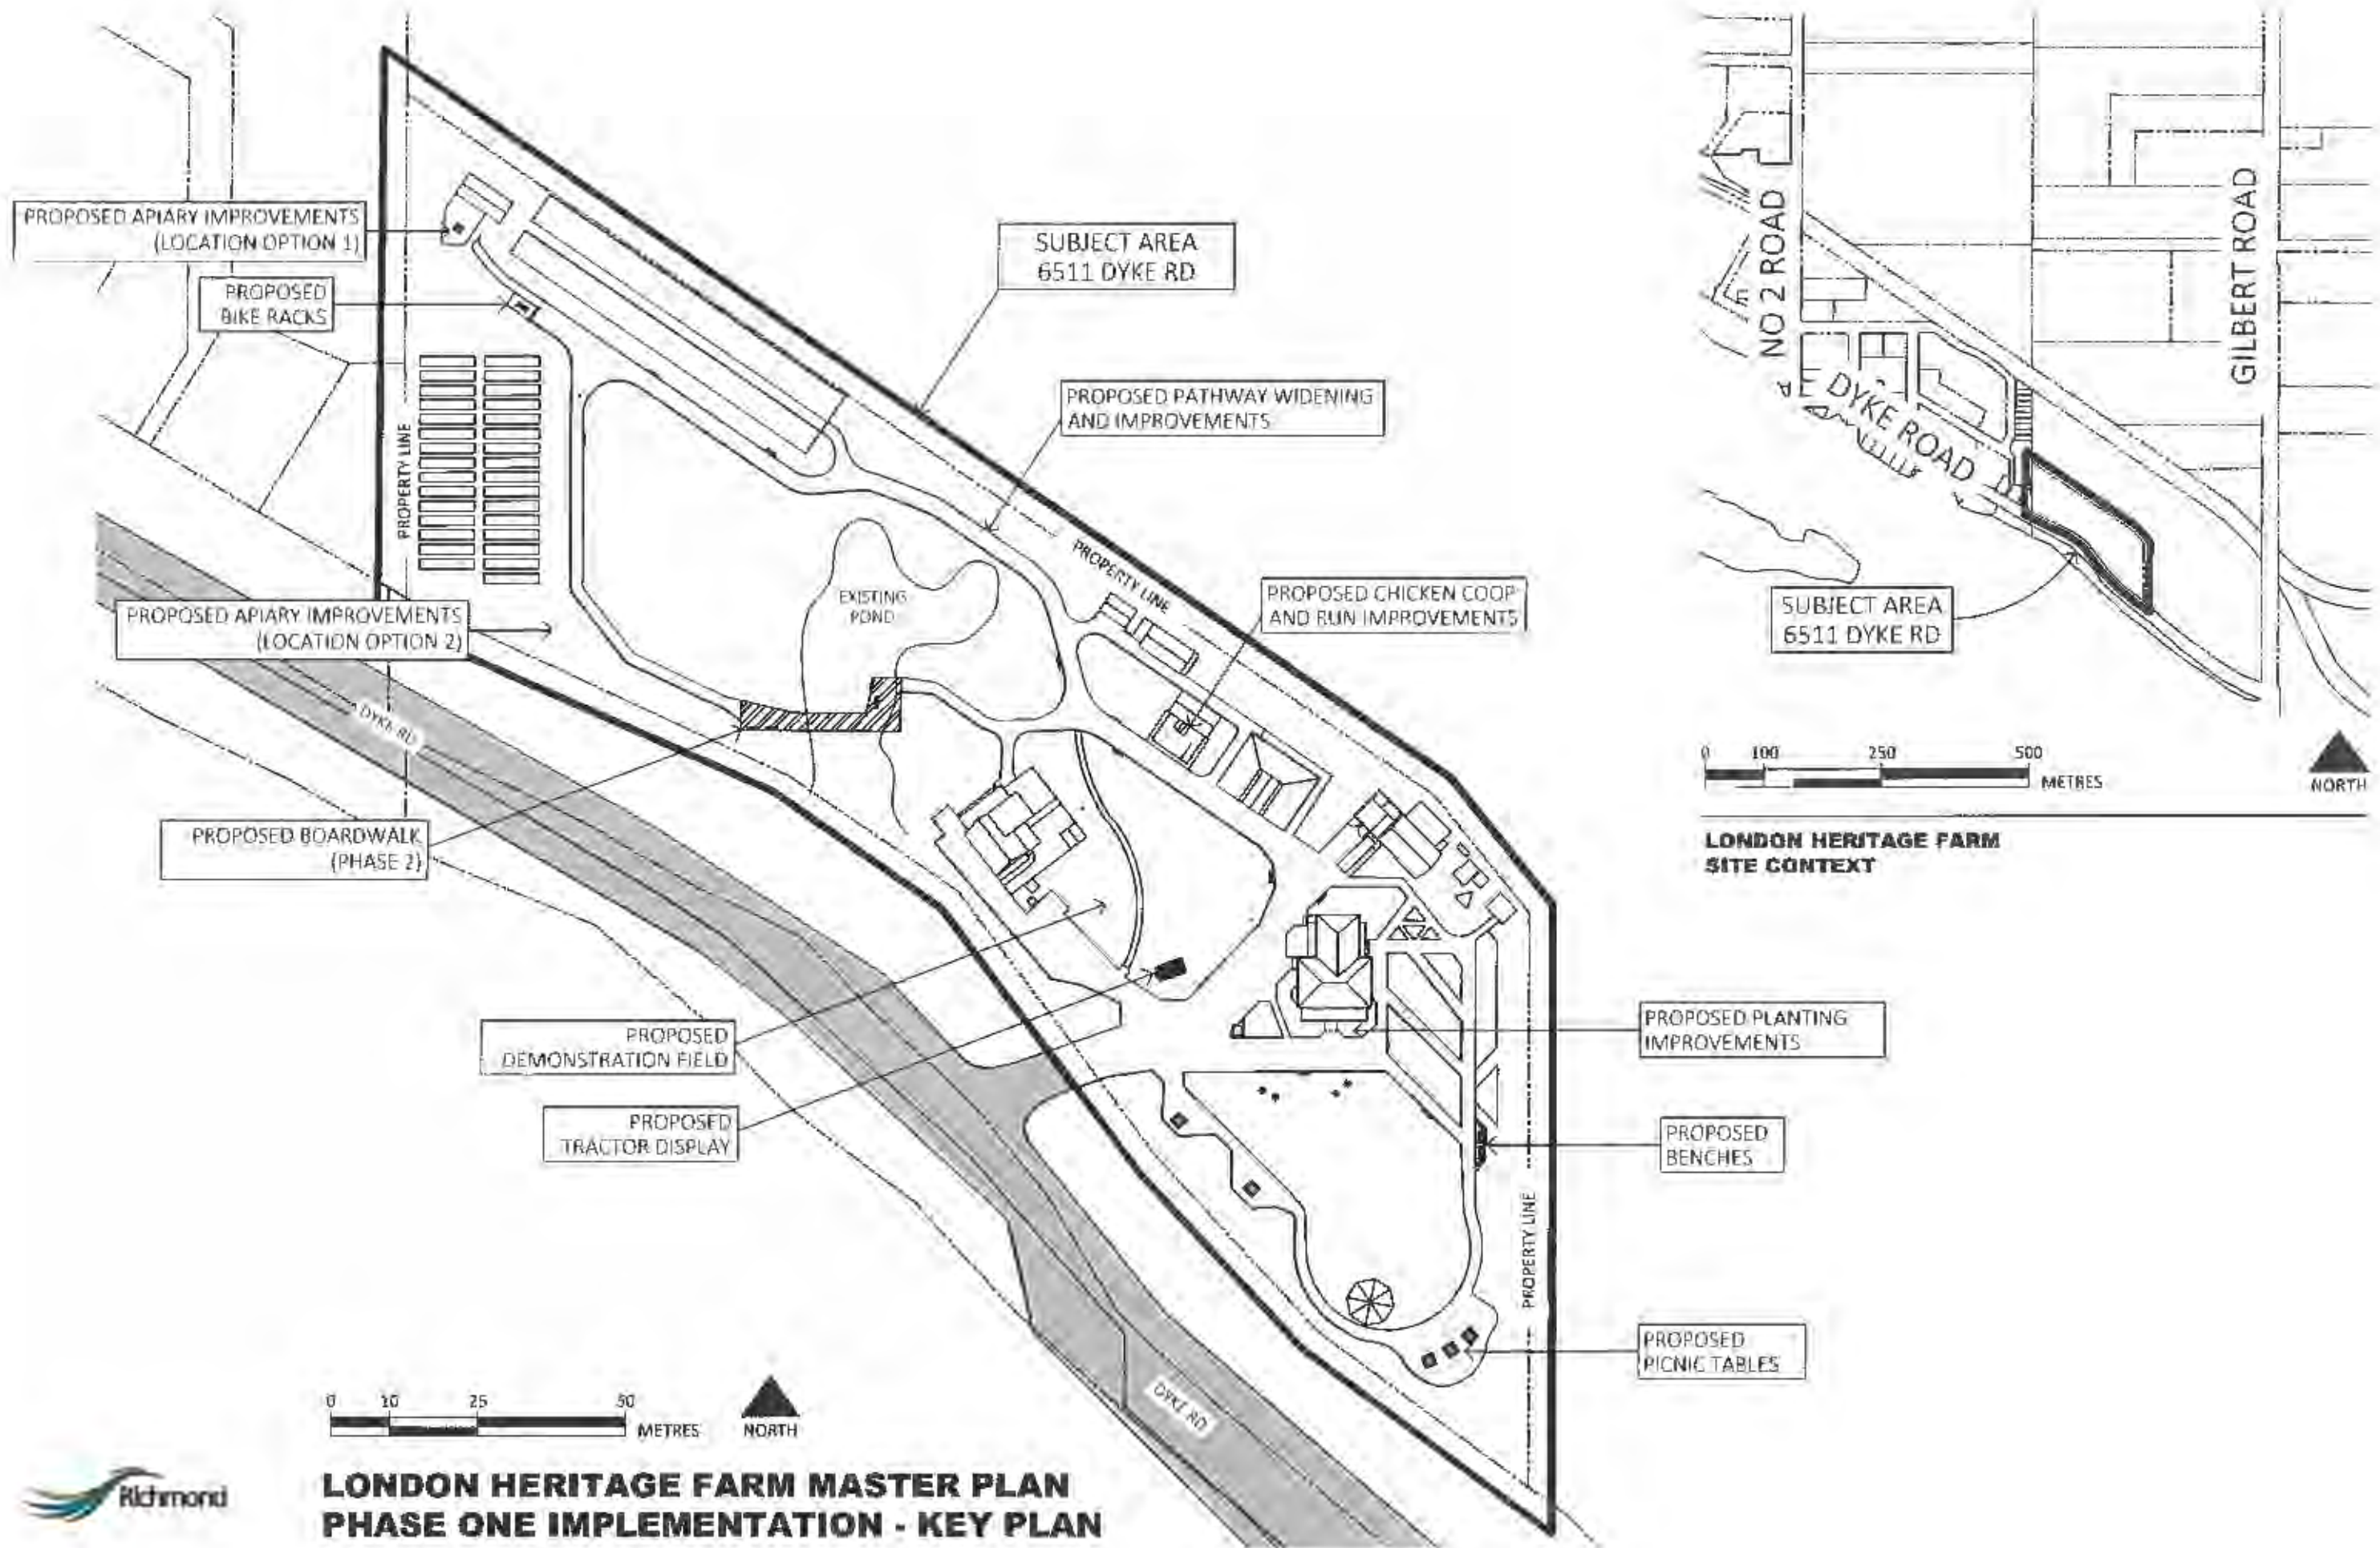 PROPOSED APIARY IMPROVEMENTS
(LOCATION OPTION 1)
PROPOSED
BIKE RACKS
PROPERTY LINE
SUBJECT AREA
6511 DYKE RD
PROPOSED PATHWAY WIDENING
AND IMPROVEMENTS
PROPERTY LINE
EXISTING
POND
PROPOSED CHICKEN COOP
AND RUN IMPROVEMENTS
PROPOSED APIARY IMPROVEMENTS
(LOCATION OPTION 2)
DYKE RD
PROPOSED BOARDWALK
(PHASE 2)
PROPOSED
DEMONSTRATION FIELD
PROPOSED
TRACTOR DISPLAY
PROPOSED PLANTING
IMPROVEMENTS
PROPOSED
BENCHES
PROPERTY LINE
PROPOSED
PICNIC TABLES
DYKE RD
0 10 25 50
METRES
NORTH
Richmond
LONDON HERITAGE FARM MASTER PLAN
PHASE ONE IMPLEMENTATION - KEY PLAN
NO 2 ROAD
GILBERT ROAD
DYKE ROAD
SUBJECT AREA
6511 DYKE RD
0 100 250 500
METRES
NORTH
LONDON HERITAGE FARM
SITE CONTEXT